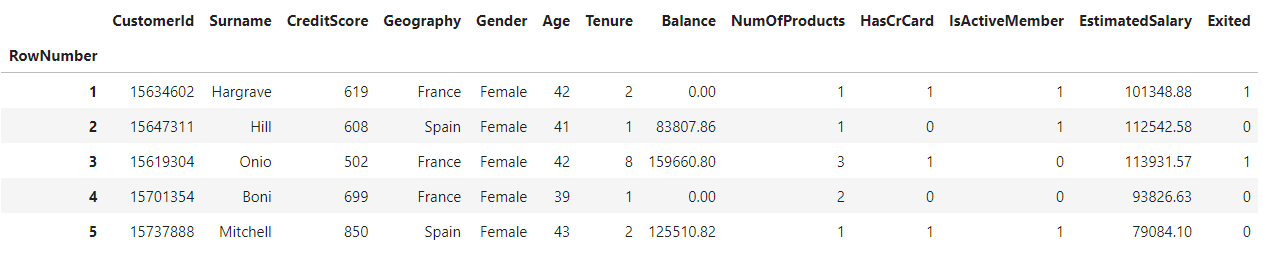 CustomerId Surname CreditScore Geography Gender Age Tenure Balance NumOfProducts HasCrCard IsActiveMember EstimatedSalary Exited
RowNumber
1 15634602 Hargrave 619 France Female 42 2 0.00 1 1 1 101348.88 1
2 15647311 Hill 608 Spain Female 41 1 83807.86 1 0 1 112542.58 0
3 15619304 Onio 502 France Female 42 8 159660.80 3 1 0 113931.57 1
4 15701354 Boni 699 France Female 39 1 0.00 2 0 0 93826.63 0
5 15737888 Mitchell 850 Spain Female 43 2 125510.82 1 1 1 79084.10 0